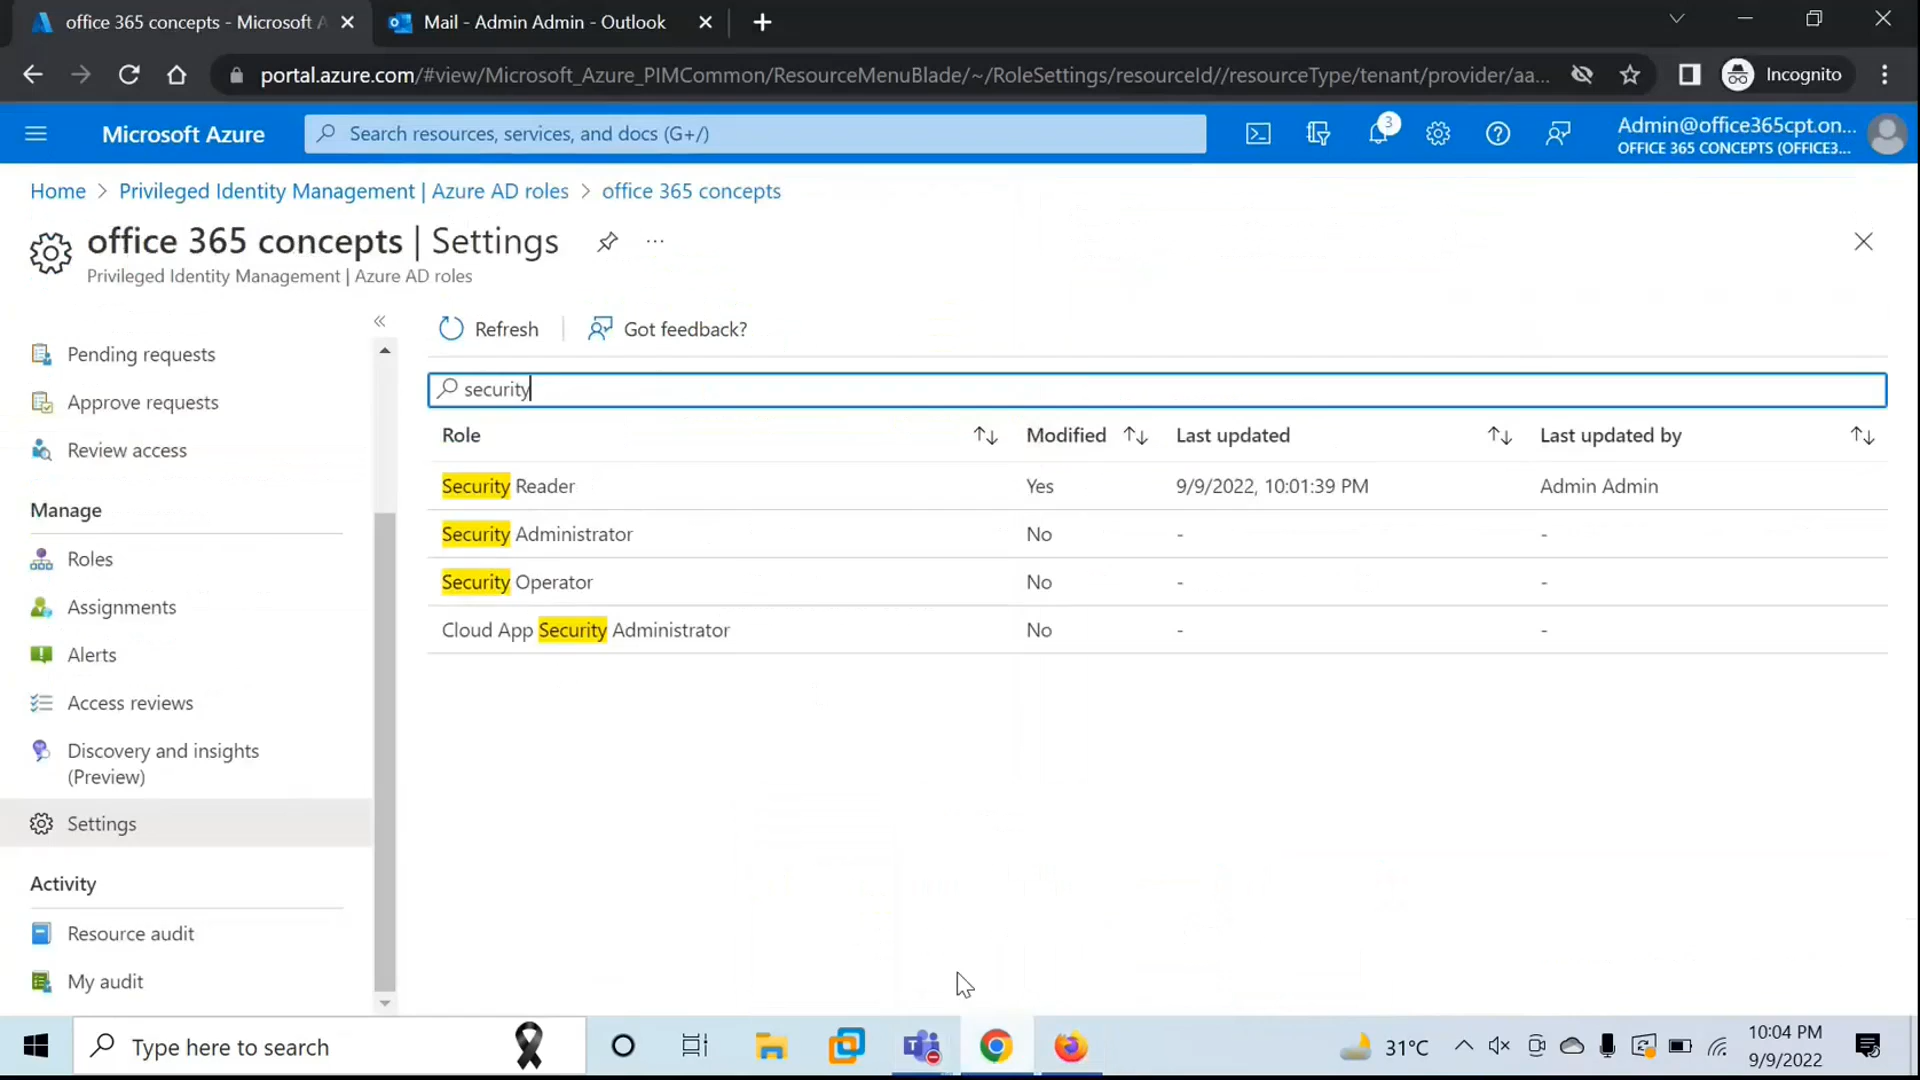 office 365 concepts - Microsoft A
Mail - Admin Admin - Outlook
portal.azure.com/#view/Microsoft_Azure_PIMCommon/ResourceMenuBlade/~/RoleSettings/resourceId//resourceType/tenant/provider/aa...
Incognito
Microsoft Azure
Search resources, services, and docs (G+/)
3
Admin@office365cpt.on...
OFFICE 365 CONCEPTS (OFFICE3...
Home > Privileged Identity Management | Azure AD roles > office 365 concepts
office 365 concepts | Settings
...
Privileged Identity Management | Azure AD roles
Pending requests
Approve requests
Review access
Manage
Roles
Assignments
Alerts
Access reviews
Discovery and insights
(Preview)
Settings
Activity
Resource audit
My audit
Refresh
Got feedback?
security
Role Modified Last updated Last updated by
Security Reader Yes 9/9/2022, 10:01:39 PM Admin Admin
Security Administrator No - -
Security Operator No - -
Cloud App Security Administrator No - -
Type here to search
31°C
10:04 PM
9/9/2022